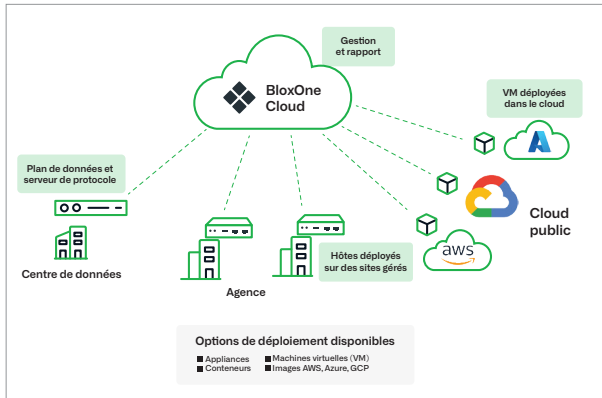 Gestion
et rapport
BloxOne
Cloud
VM déployées
dans le cloud
Plan de données et
serveur de protocole
Cloud
public
aws
Centre de données
Agence
Hôtes déployés
sur des sites gérés
Options de déploiement disponibles
Appliances
Machines virtuelles (VM)
Conteneurs
Images AWS, Azure, GCP